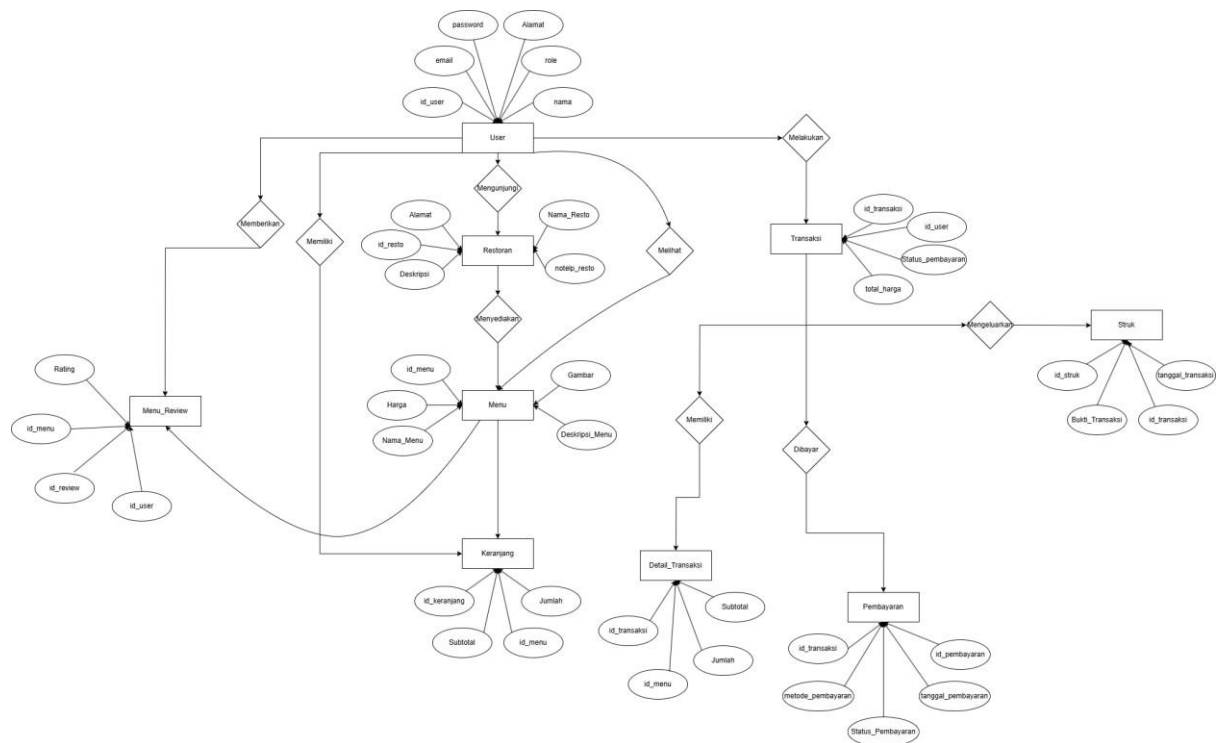 password
Alamat
email
role
id_user
nama
User
Melakukan
Mengunjungi
Memberikan
Memiliki
Alamat
Nama_Resto
id_resto
Restoran
Deskripsi
notelp_resto
Melihat
id_transaksi
id_user
Transaksi
Status_pembayaran
total_harga
Menyediakan
Mengeluarkan
Struk
id_struk
tanggal_transaksi
Bukti_Transaksi
id_transaksi
Rating
Menu_Review
id_menu
id_review
id_user
id_menu
Gambar
Harga
Menu
Nama_Menu
Deskripsi_Menu
Memiliki
Dibayar
Keranjang
id_keranjang
Jumlah
Subtotal
id_menu
Detail_Transaksi
Subtotal
id_transaksi
Jumlah
id_menu
Pembayaran
id_transaksi
id_pembayaran
metode_pembayaran
tanggal_pembayaran
Status_Pembayaran